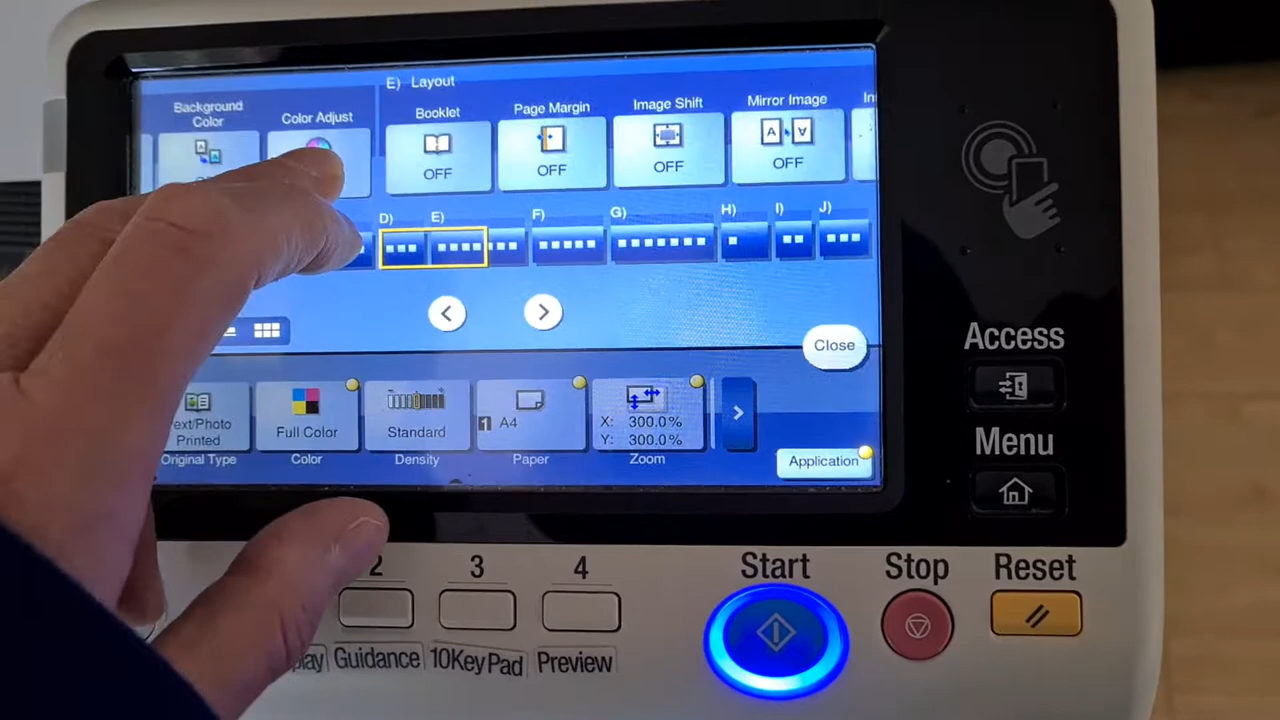 E) Layout
Background
Color
Color Adjust
Booklet
Page Margin
Image Shift
Mirror Image
OFF
OFF
OFF
OFF
D)
E)
F)
G)
H)
I)
J)
Close
ext/Photo
Printed
Full Color
Standard
1 A4
X: 300.0%
Y: 300.0%
Original Type
Color
Density
Paper
Zoom
Application
Access
Menu
2
3
4
Start
Stop
Reset
Guidance
10KeyPad
Preview